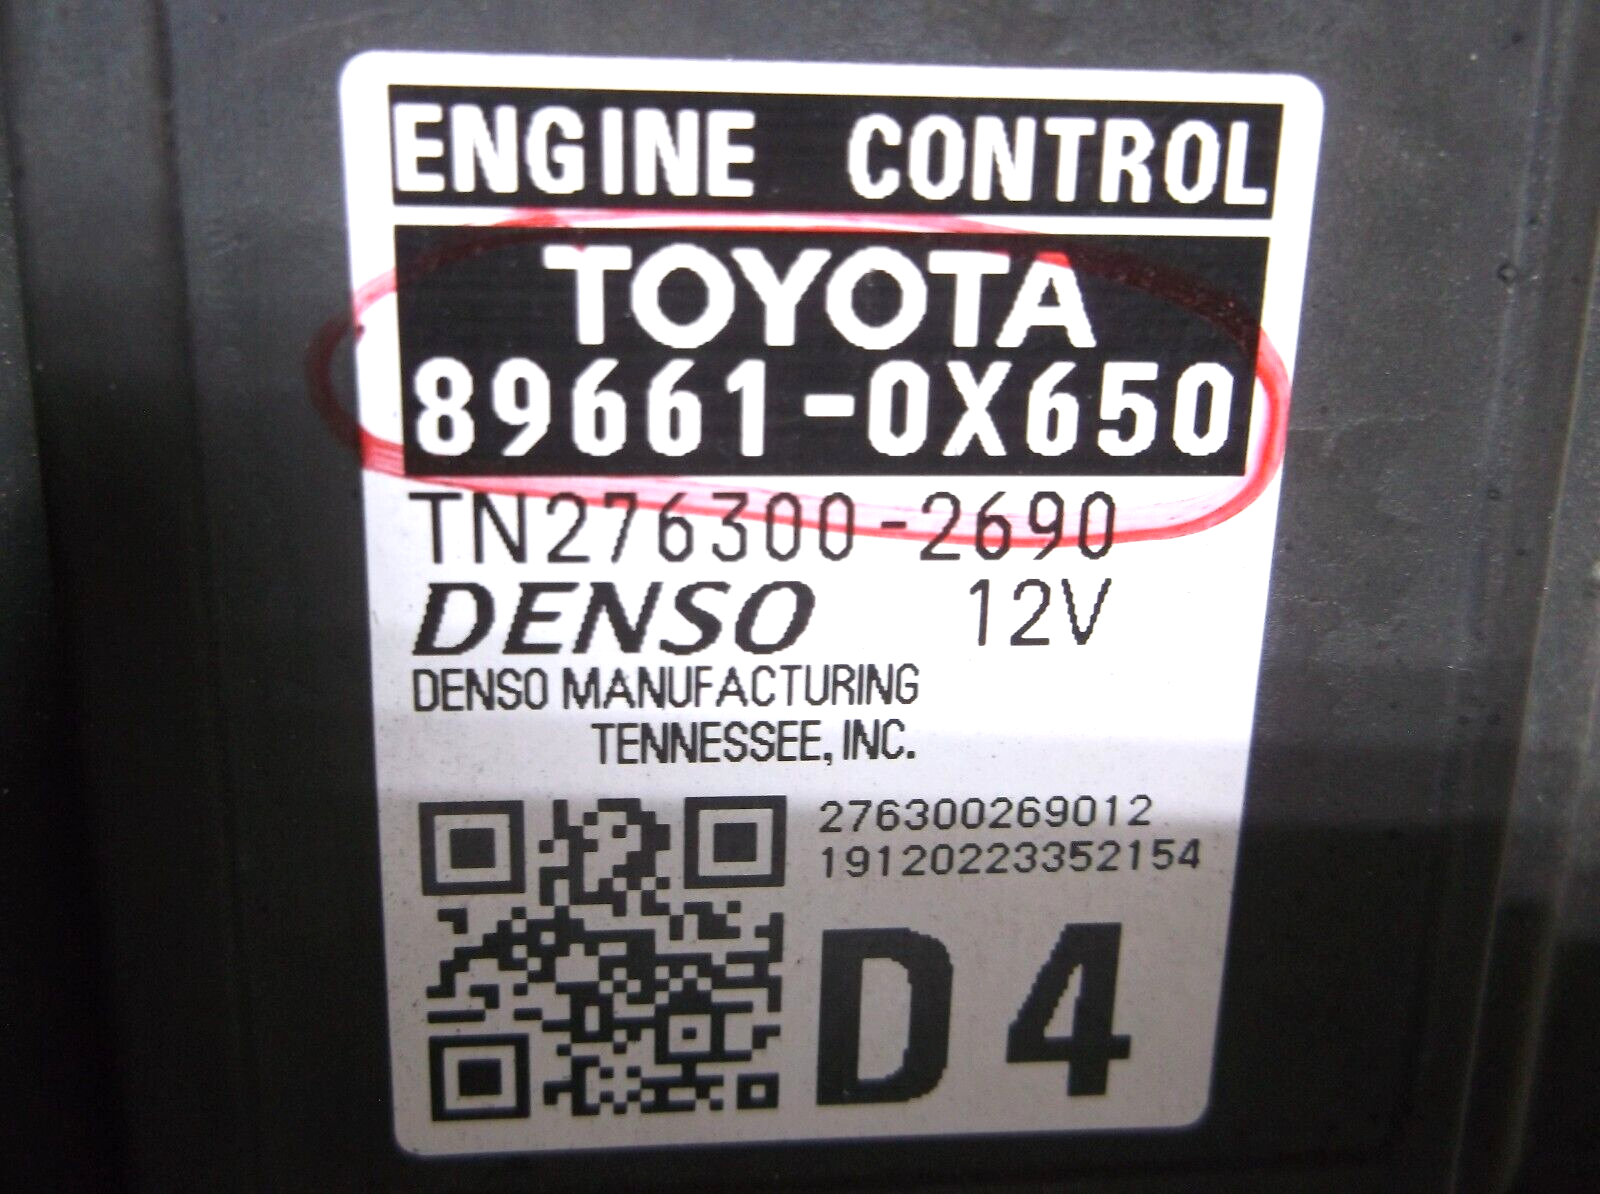 ENGINE CONTROL
TOYOTA
89661-0X650
TN276300-2690
DENSO 12V
DENSO MANUFACTURING
TENNESSEE, INC.
276300269012
19120223352154
D4